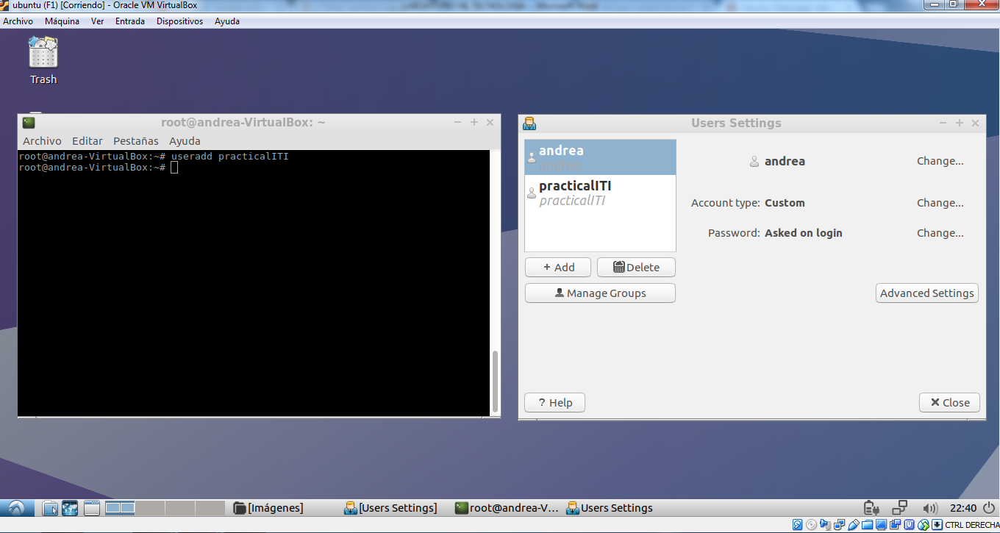 ubuntu (F1) [Corriendo] - Oracle VM VirtualBox
Archivo Máquina Ver Entrada Dispositivos Ayuda
Trash
root@andrea-VirtualBox: ~
Archivo Editar Pestañas Ayuda
root@andrea-VirtualBox:~# useradd practicalITI
root@andrea-VirtualBox:~#
Users Settings
andrea
andrea
practicalITI
practicalITI
+ Add
Delete
Manage Groups
andrea Change...
Account type: Custom Change...
Password: Asked on login Change...
Advanced Settings
? Help
Close
[Imágenes] [Users Settings] root@andrea-V... Users Settings 22:40
CTRL DERECHA